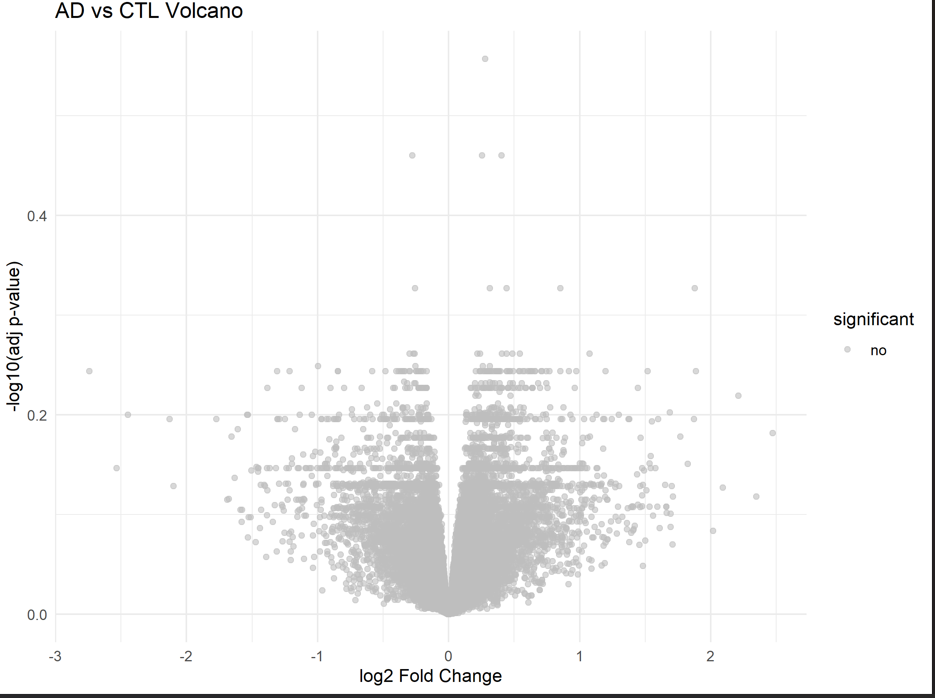 AD vs CTL Volcano
-log10(adj p-value)
0.4
0.2
0.0
-3 -2 -1 0 1 2
log2 Fold Change
significant
no